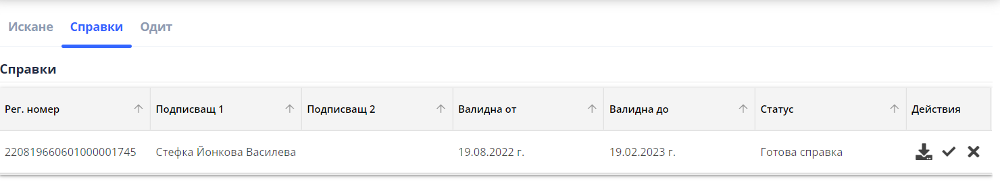 Искане Справки Одит
Справки
Рег. номер Подписващ 1 Подписващ 2 Валидна от Валидна до Статус Действия
220819660601000001745 Стефка Йонкова Василева 19.08.2022 г. 19.02.2023 г. Готова справка